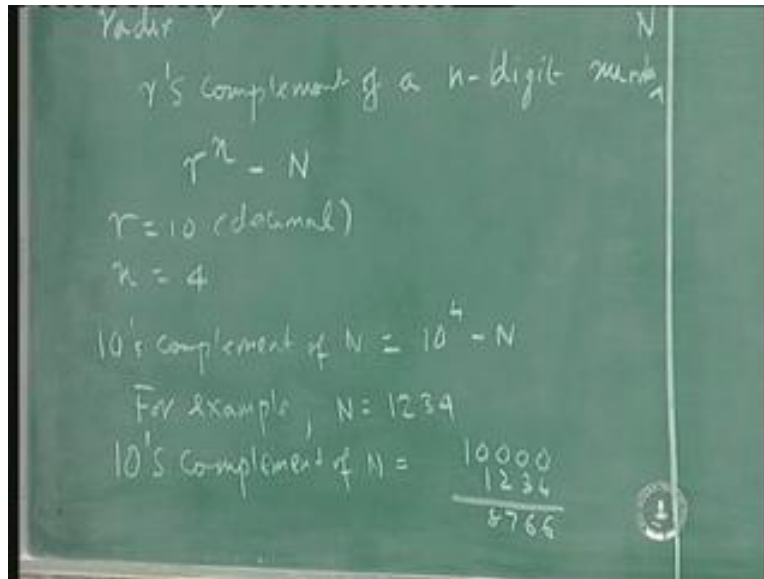 Radix r N
r's complement of a n-digit number
r^n - N
r = 10 (decimal)
n = 4
10's complement of N = 10^4 - N
For example, N = 1234
10's complement of N = 10000
1234
8766